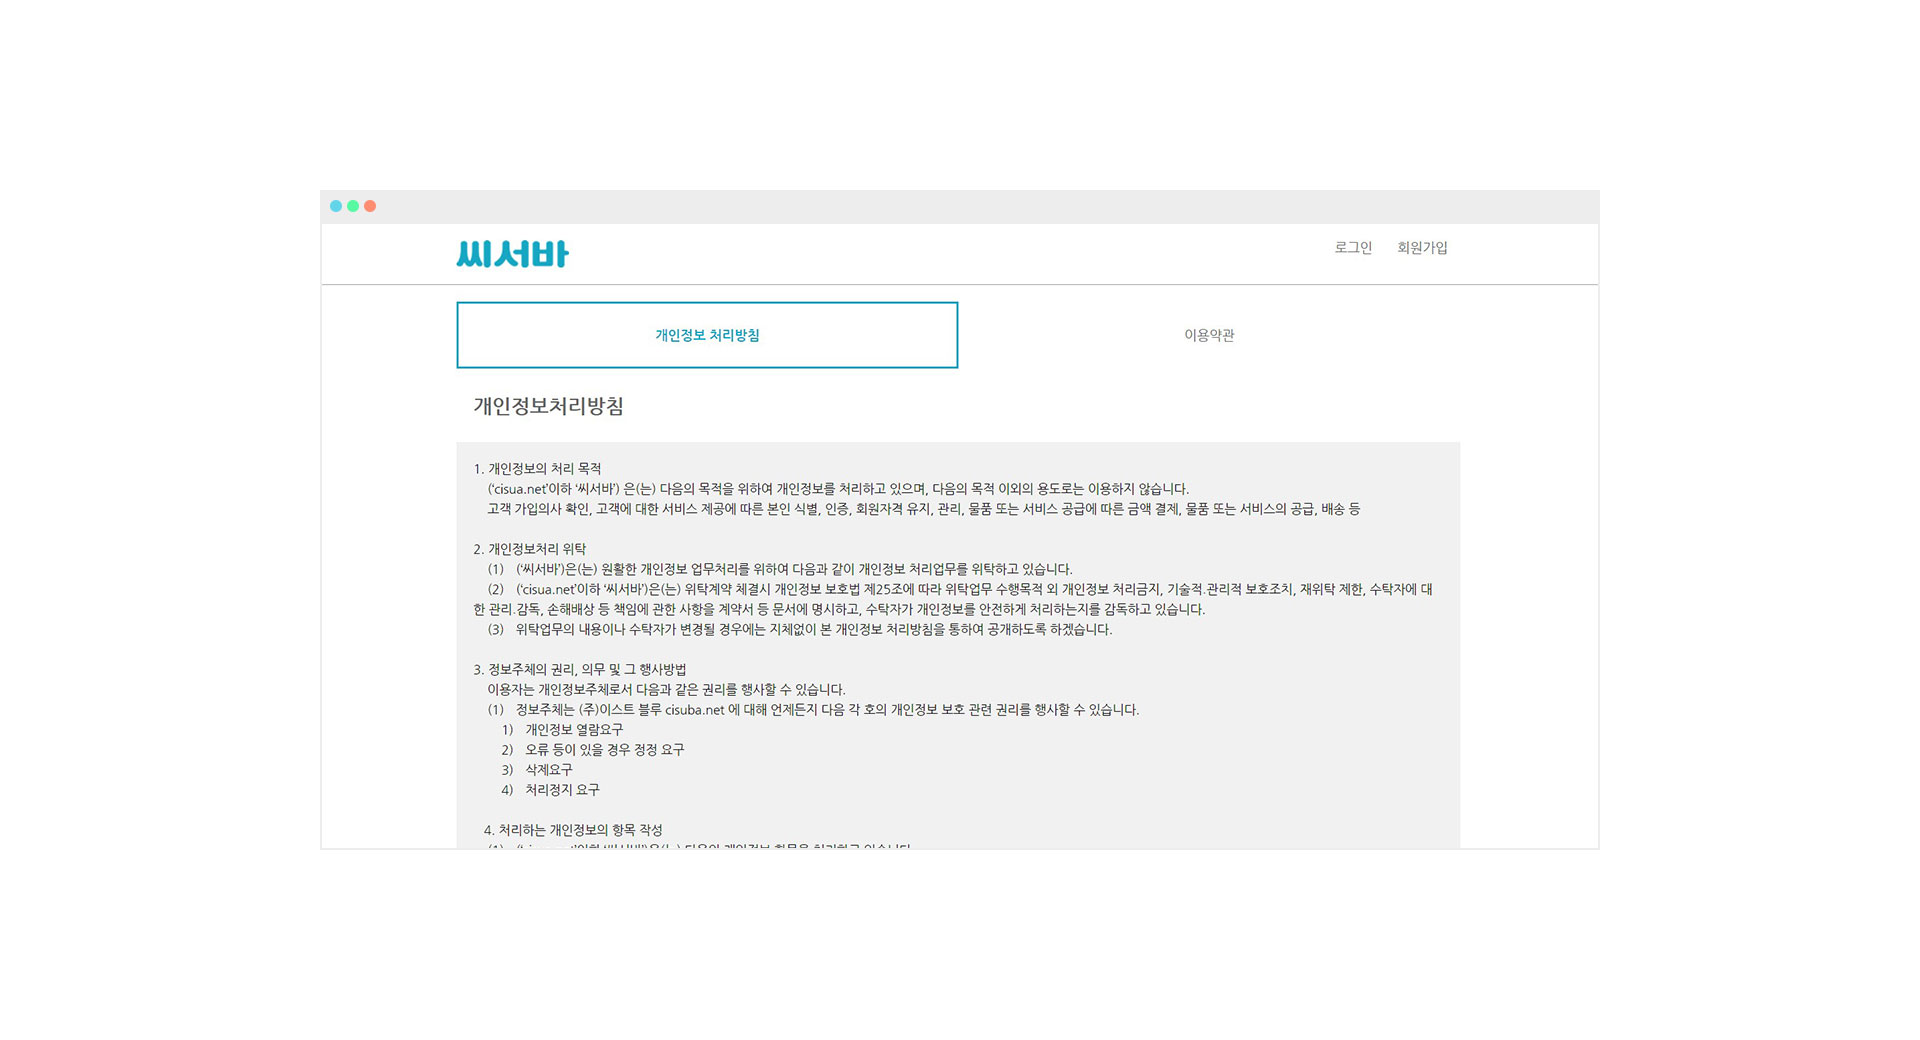 씨서바
로그인 회원가입
개인정보 처리방침 이용약관
개인정보처리방침
1. 개인정보의 처리 목적
(‘cisua.net’이하 ‘씨서바’) 은(는) 다음의 목적을 위하여 개인정보를 처리하고 있으며, 다음의 목적 이외의 용도로는 이용하지 않습니다.
고객 가입의사 확인, 고객에 대한 서비스 제공에 따른 본인 식별, 인증, 회원자격 유지, 관리, 물품 또는 서비스 공급에 따른 금액 결제, 물품 또는 서비스의 공급, 배송 등
2. 개인정보처리 위탁
(1) (‘씨서바’)은(는) 원활한 개인정보 업무처리를 위하여 다음과 같이 개인정보 처리업무를 위탁하고 있습니다.
(2) (‘cisua.net’이하 ‘씨서바’)은(는) 위탁계약 체결시 개인정보 보호법 제25조에 따라 위탁업무 수행목적 외 개인정보 처리금지, 기술적.관리적 보호조치, 재위탁 제한, 수탁자에 대
한 관리.감독, 손해배상 등 책임에 관한 사항을 계약서 등 문서에 명시하고, 수탁자가 개인정보를 안전하게 처리하는지를 감독하고 있습니다.
(3) 위탁업무의 내용이나 수탁자가 변경될 경우에는 지체없이 본 개인정보 처리방침을 통하여 공개하도록 하겠습니다.
3. 정보주체의 권리, 의무 및 그 행사방법
이용자는 개인정보주체로서 다음과 같은 권리를 행사할 수 있습니다.
(1) 정보주체는 (주)이스트 블루 cisuba.net 에 대해 언제든지 다음 각 호의 개인정보 보호 관련 권리를 행사할 수 있습니다.
1) 개인정보 열람요구
2) 오류 등이 있을 경우 정정 요구
3) 삭제요구
4) 처리정지 요구
4. 처리하는 개인정보의 항목 작성